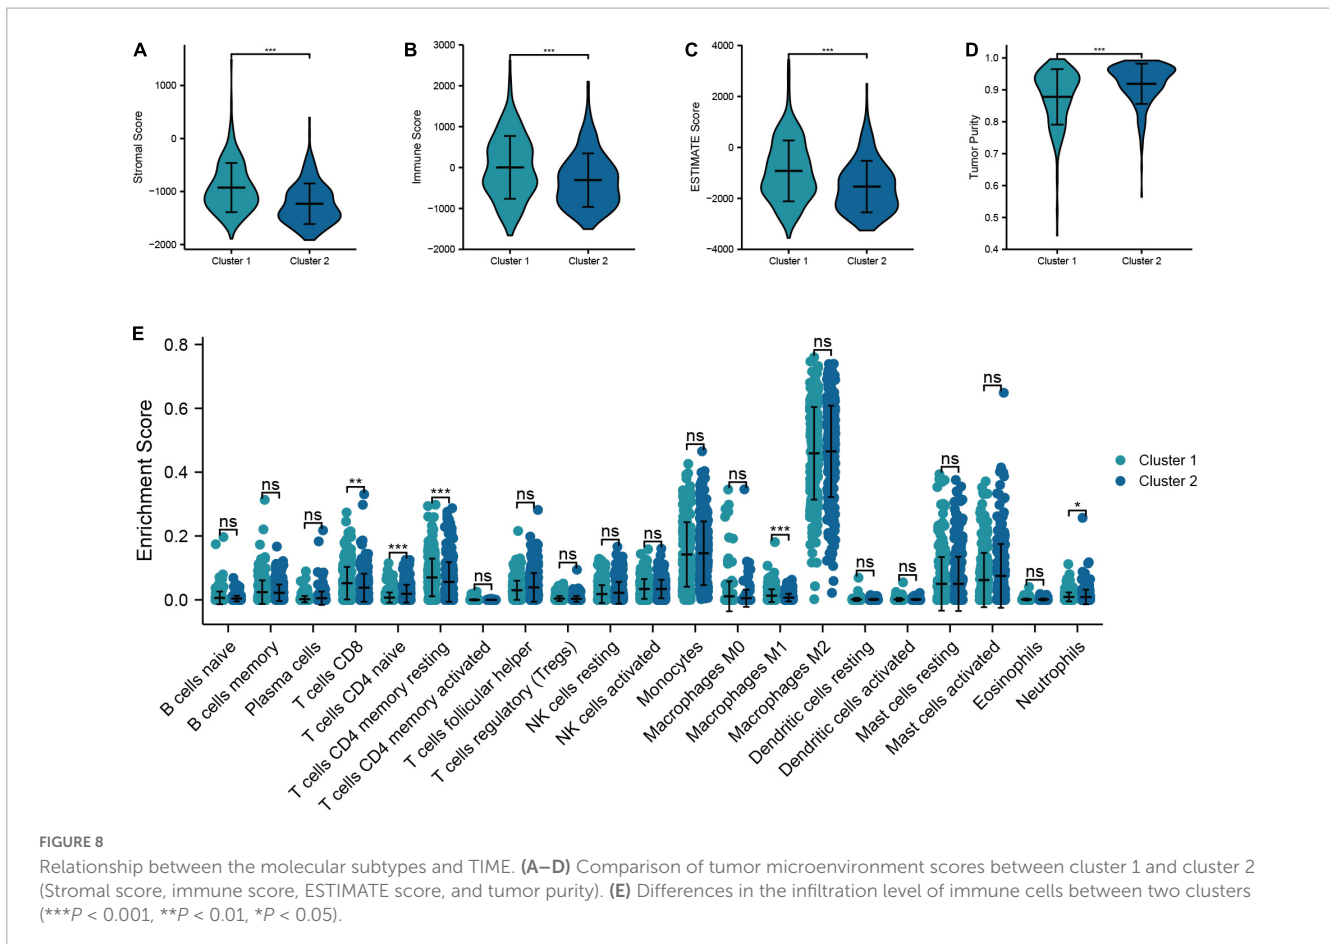 A
B
C
D
***
***
***
***
Stromal Score
1000
0
−1000
−2000
Cluster 1
Cluster 2
Immune Score
3000
2000
1000
0
−1000
−2000
Cluster 1
Cluster 2
ESTIMATE Score
4000
2000
0
−2000
−4000
Cluster 1
Cluster 2
Tumor Purity
1.0
0.9
0.8
0.7
0.6
0.5
0.4
Cluster 1
Cluster 2
E
Enrichment Score
0.8
0.6
0.4
0.2
0.0
ns
ns
ns
**
***
***
ns
ns
ns
ns
ns
ns
ns
***
ns
ns
ns
ns
ns
ns
*
Cluster 1
Cluster 2
B cells naive
B cells memory
Plasma cells
T cells CD8
T cells CD4 naive
T cells CD4 memory resting
T cells CD4 memory activated
T cells follicular helper
T cells regulatory (Tregs)
NK cells resting
NK cells activated
Monocytes
Macrophages M0
Macrophages M1
Macrophages M2
Dendritic cells resting
Dendritic cells activated
Mast cells resting
Mast cells activated
Eosinophils
Neutrophils
FIGURE 8
Relationship between the molecular subtypes and TIME. (A–D) Comparison of tumor microenvironment scores between cluster 1 and cluster 2
(Stromal score, immune score, ESTIMATE score, and tumor purity). (E) Differences in the infiltration level of immune cells between two clusters
(***P < 0.001, **P < 0.01, *P < 0.05).